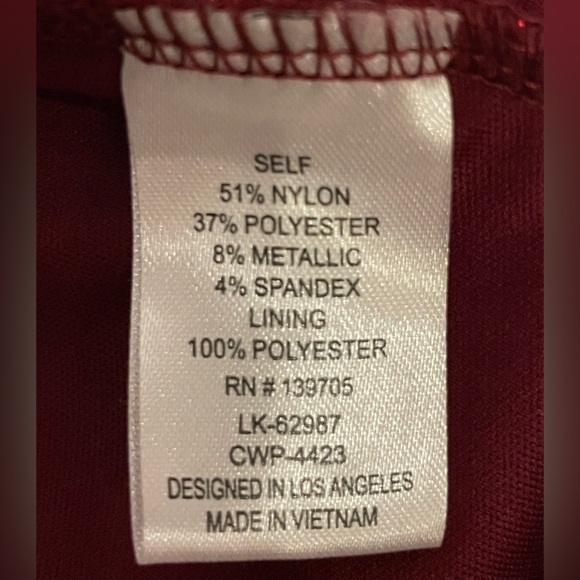 SELF
51% NYLON
37% POLYESTER
8% METALLIC
4% SPANDEX
LINING
100% POLYESTER
RN # 139705
LK-62987
CWP-4423
DESIGNED IN LOS ANGELES
MADE IN VIETNAM